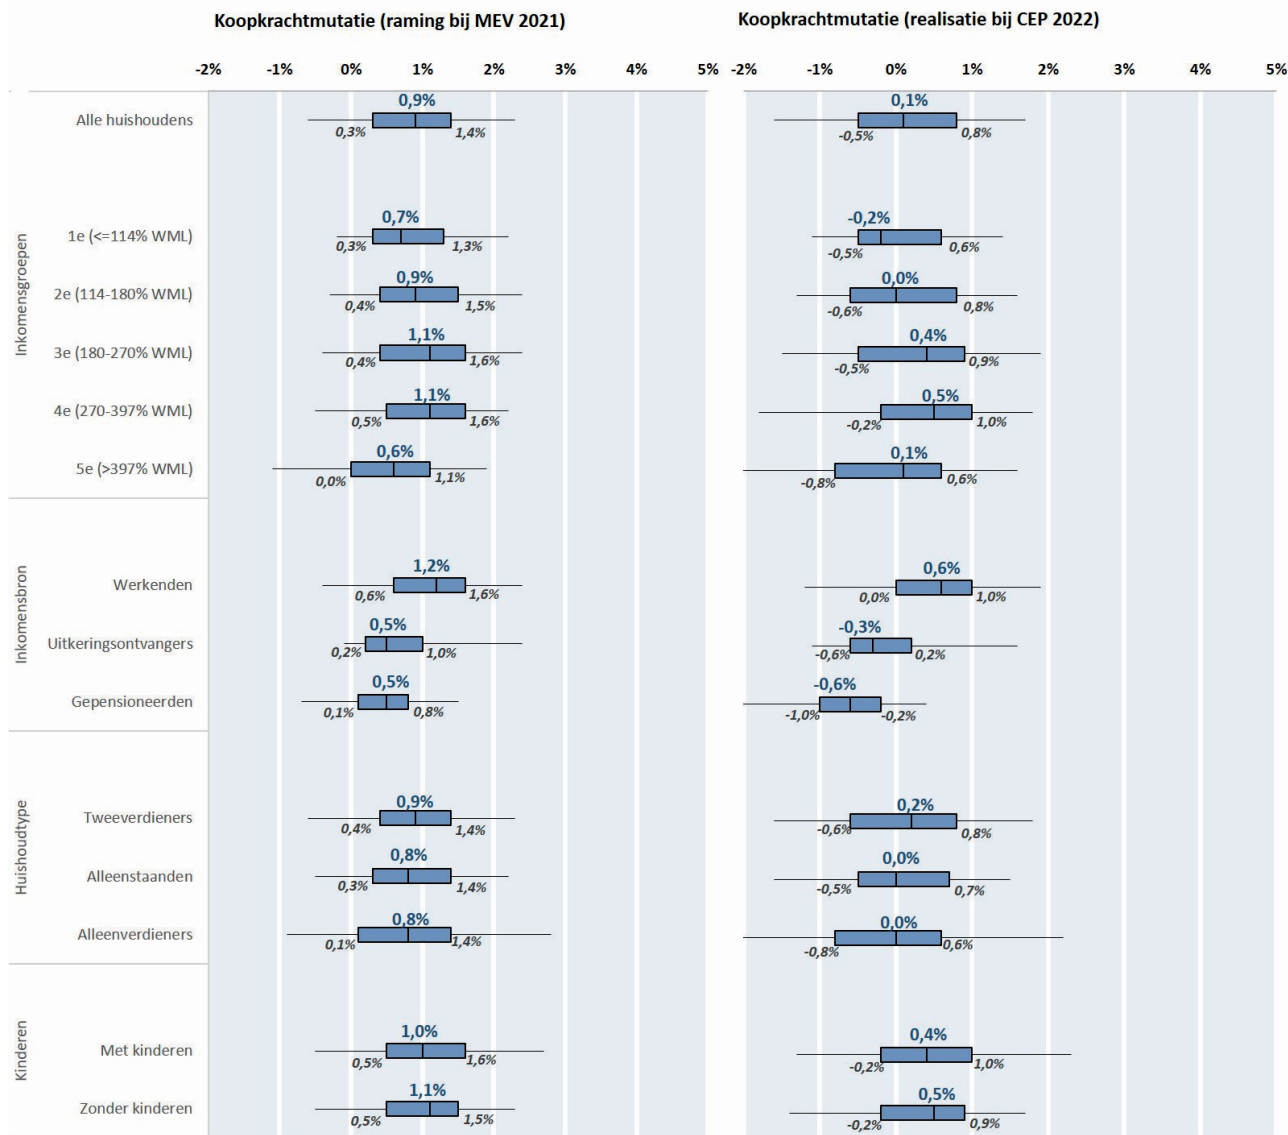 Koopkrachtmutatie (raming bij MEV 2021) Koopkrachtmutatie (realisatie bij CEP 2022)
-2% -1% 0% 1% 2% 3% 4% 5% -2% -1% 0% 1% 2% 3% 4% 5%
0,9% 0,1%
Alle huishoudens 0,3% 1,4% -0,5% 0,8%
Inkomensgroepen
0,7% -0,2%
1e (<=114% WML) 0,3% 1,3% -0,5% 0,6%
0,9% 0,0%
2e (114-180% WML) 0,4% 1,5% -0,6% 0,8%
1,1% 0,4%
3e (180-270% WML) 0,4% 1,6% -0,5% 0,9%
1,1% 0,5%
4e (270-397% WML) 0,5% 1,6% -0,2% 1,0%
0,6% 0,1%
5e (>397% WML) 0,0% 1,1% -0,8% 0,6%
Inkomensbron
1,2% 0,6%
Werkenden 0,6% 1,6% 0,0% 1,0%
0,5% -0,3%
Uitkeringsontvangers 0,2% 1,0% -0,6% 0,2%
0,5% -0,6%
Gepensioneerden 0,1% 0,8% -1,0% -0,2%
Huishoudtype
0,9% 0,2%
Tweeverdieners 0,4% 1,4% -0,6% 0,8%
0,8% 0,0%
Alleenstaanden 0,3% 1,4% -0,5% 0,7%
0,8% 0,0%
Alleenverdieners 0,1% 1,4% -0,8% 0,6%
Kinderen
1,0% 0,4%
Met kinderen 0,5% 1,6% -0,2% 1,0%
1,1% 0,5%
Zonder kinderen 0,5% 1,5% -0,2% 0,9%